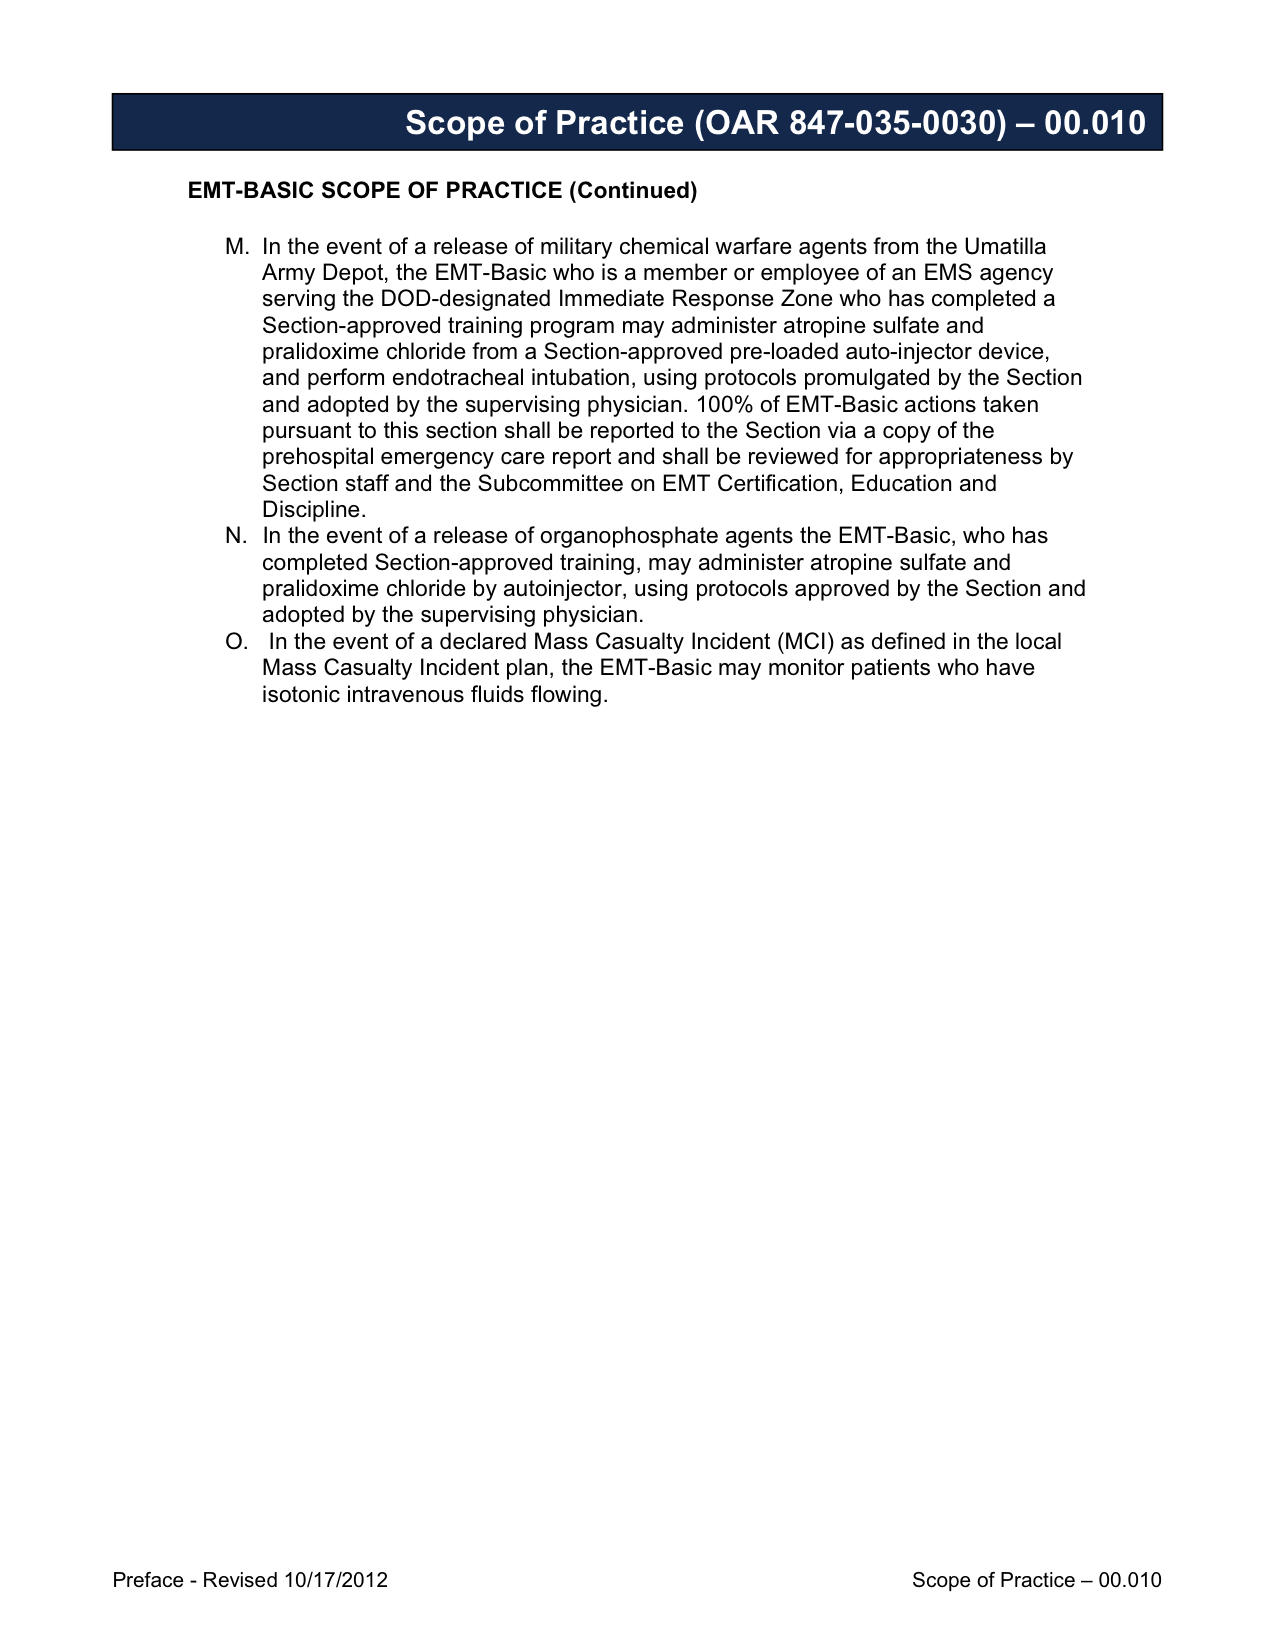 Scope of Practice (OAR 847-035-0030) – 00.010
EMT-BASIC SCOPE OF PRACTICE (Continued)
M. In the event of a release of military chemical warfare agents from the Umatilla
Army Depot, the EMT-Basic who is a member or employee of an EMS agency
serving the DOD-designated Immediate Response Zone who has completed a
Section-approved training program may administer atropine sulfate and
pralidoxime chloride from a Section-approved pre-loaded auto-injector device,
and perform endotracheal intubation, using protocols promulgated by the Section
and adopted by the supervising physician. 100% of EMT-Basic actions taken
pursuant to this section shall be reported to the Section via a copy of the
prehospital emergency care report and shall be reviewed for appropriateness by
Section staff and the Subcommittee on EMT Certification, Education and
Discipline.
N. In the event of a release of organophosphate agents the EMT-Basic, who has
completed Section-approved training, may administer atropine sulfate and
pralidoxime chloride by autoinjector, using protocols approved by the Section and
adopted by the supervising physician.
O. In the event of a declared Mass Casualty Incident (MCI) as defined in the local
Mass Casualty Incident plan, the EMT-Basic may monitor patients who have
isotonic intravenous fluids flowing.
Preface - Revised 10/17/2012 Scope of Practice – 00.010